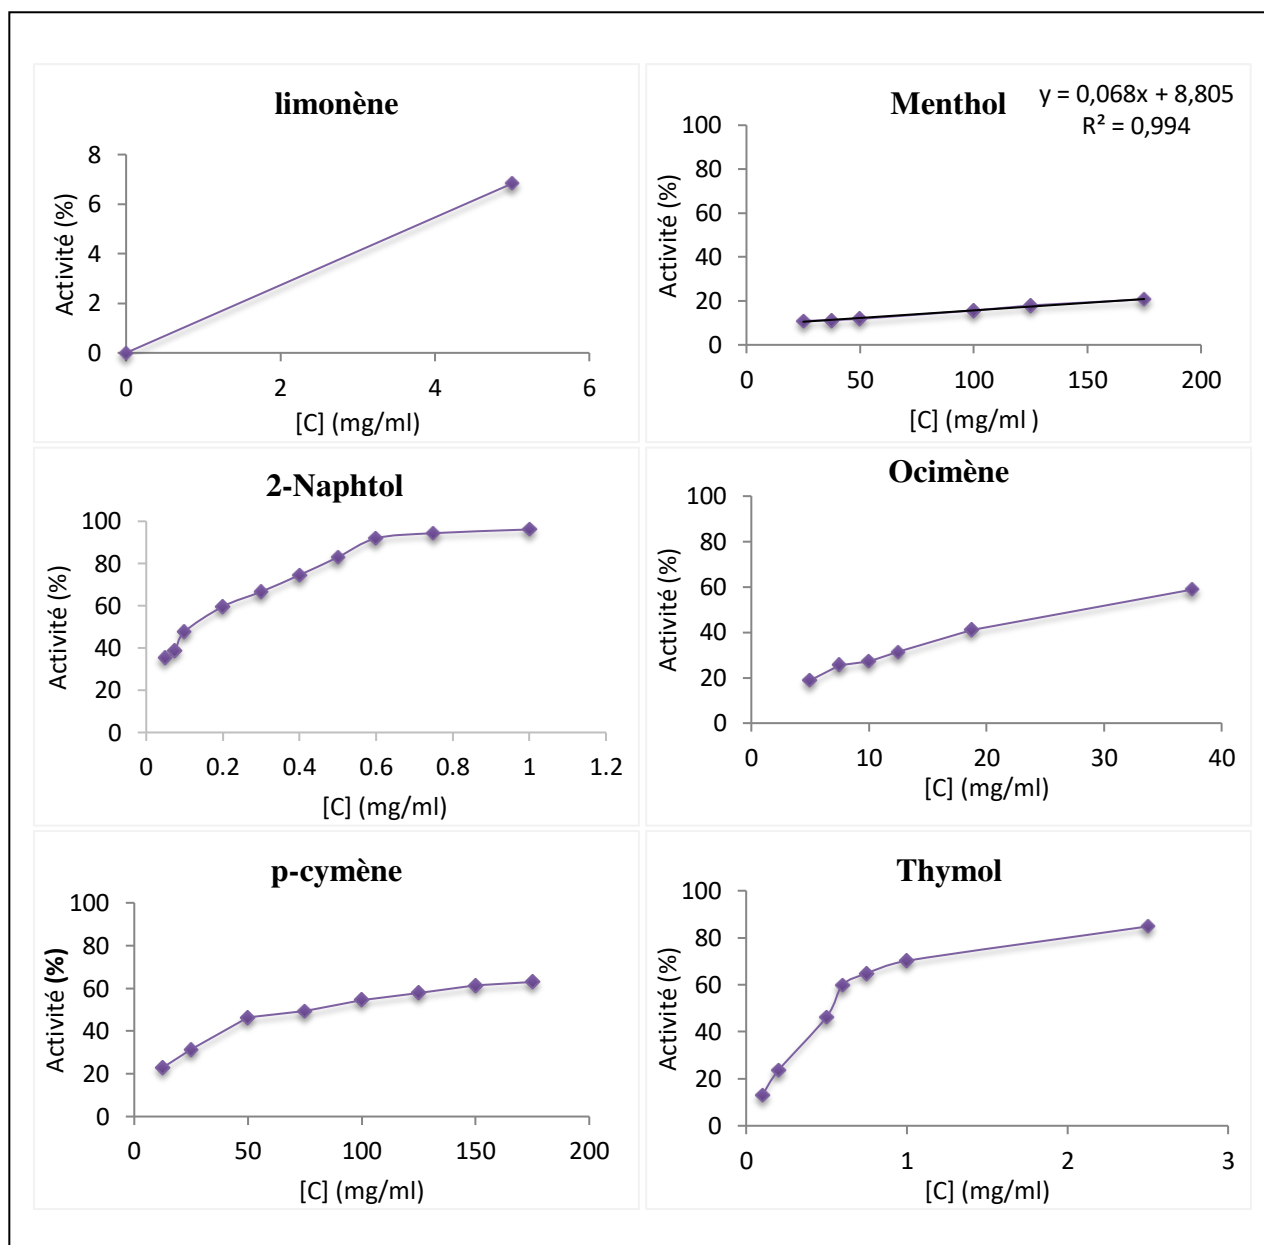 limonène
8
6
4
2
0
0 2 4 6
Activité (%)
[C] (mg/ml)
Menthol
y = 0,068x + 8,805
R² = 0,994
100
80
60
40
20
0
0 50 100 150 200
Activité (%)
[C] (mg/ml )
2-Naphtol
100
80
60
40
20
0
0 0.2 0.4 0.6 0.8 1 1.2
Activité (%)
[C] (mg/ml)
Ocimène
100
80
60
40
20
0
0 10 20 30 40
Activité (%)
[C] (mg/ml)
p-cymène
100
80
60
40
20
0
0 50 100 150 200
Activité (%)
[C] (mg/ml)
Thymol
100
80
60
40
20
0
0 1 2 3
Activité (%)
[C] (mg/ml)